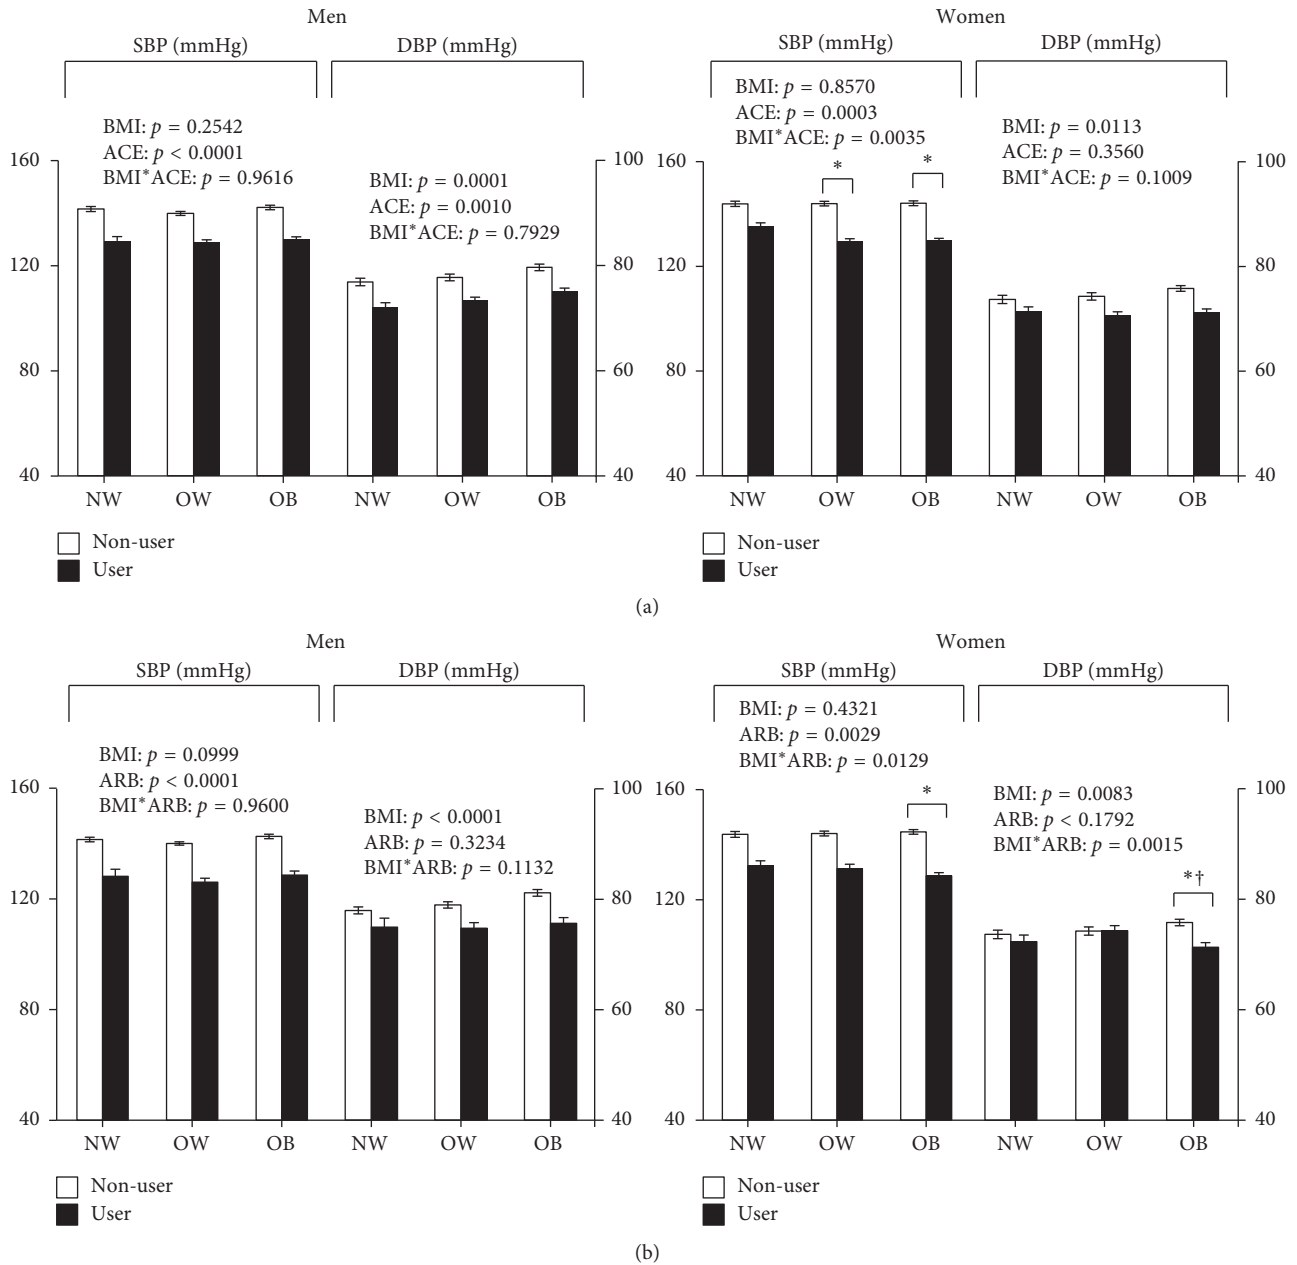 Men
SBP (mmHg)
DBP (mmHg)
BMI: p = 0.2542
ACE: p < 0.0001
BMI*ACE: p = 0.9616
BMI: p = 0.0001
ACE: p = 0.0010
BMI*ACE: p = 0.7929
160
120
80
40
100
80
60
40
NW OW OB NW OW OB
Non-user
User
Women
SBP (mmHg)
DBP (mmHg)
BMI: p = 0.8570
ACE: p = 0.0003
BMI*ACE: p = 0.0035
BMI: p = 0.0113
ACE: p = 0.3560
BMI*ACE: p = 0.1009
* *
160
120
80
40
100
80
60
40
NW OW OB NW OW OB
Non-user
User
(a)
Men
SBP (mmHg)
DBP (mmHg)
BMI: p = 0.0999
ARB: p < 0.0001
BMI*ARB: p = 0.9600
BMI: p < 0.0001
ARB: p = 0.3234
BMI*ARB: p = 0.1132
160
120
80
40
100
80
60
40
NW OW OB NW OW OB
Non-user
User
Women
SBP (mmHg)
DBP (mmHg)
BMI: p = 0.4321
ARB: p = 0.0029
BMI*ARB: p = 0.0129
BMI: p = 0.0083
ARB: p < 0.1792
BMI*ARB: p = 0.0015
*
*†
160
120
80
40
100
80
60
40
NW OW OB NW OW OB
Non-user
User
(b)